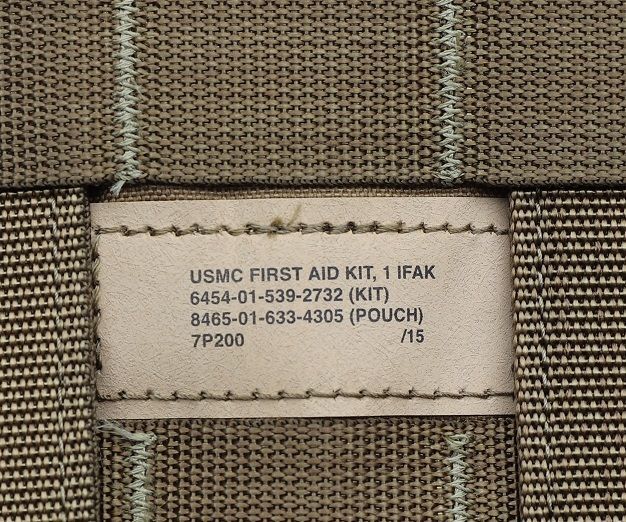 USMC FIRST AID KIT, 1 IFAK
6454-01-539-2732 (KIT)
8465-01-633-4305 (POUCH)
7P200 /15